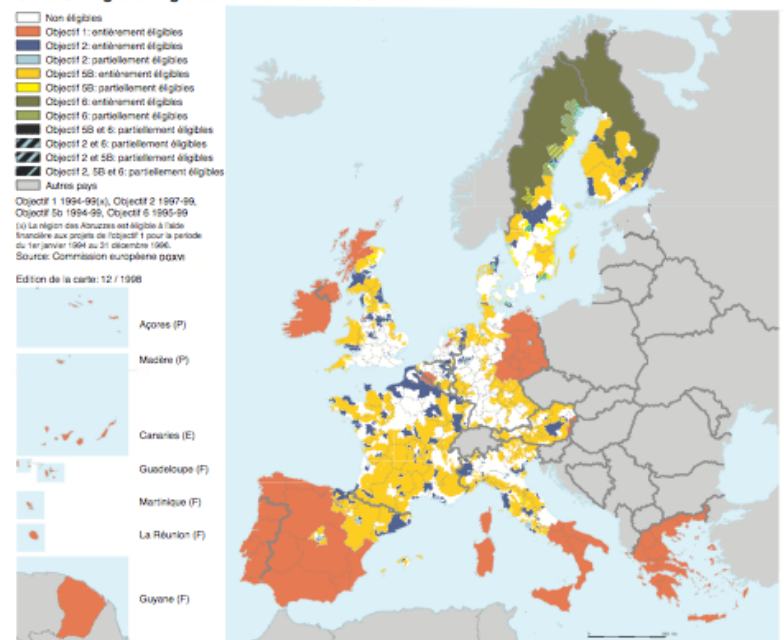 Non éligibles
Objectif 1: entièrement éligibles
Objectif 2: entièrement éligibles
Objectif 2: partiellement éligibles
Objectif 5B: entièrement éligibles
Objectif 5B: partiellement éligibles
Objectif 6: entièrement éligibles
Objectif 6: partiellement éligibles
Objectif 5B et 6: partiellement éligibles
Objectif 2 et 6: partiellement éligibles
Objectif 2 et 5B: partiellement éligibles
Objectif 2, 5B et 6: partiellement éligibles
Autres pays
Objectif 1 1994-99(x), Objectif 2 1997-99,
Objectif 5b 1994-99, Objectif 6 1995-99
(x) La région des Abruzzes est éligible à l'aide
financière aux projets de l'objectif 1 pour la période
du 1er janvier 1994 au 31 décembre 1996.
Source: Commission européenne DGXVI
Edition de la carte: 12 / 1998
Açores (P)
Madère (P)
Canaries (E)
Guadeloupe (F)
Martinique (F)
La Réunion (F)
Guyane (F)